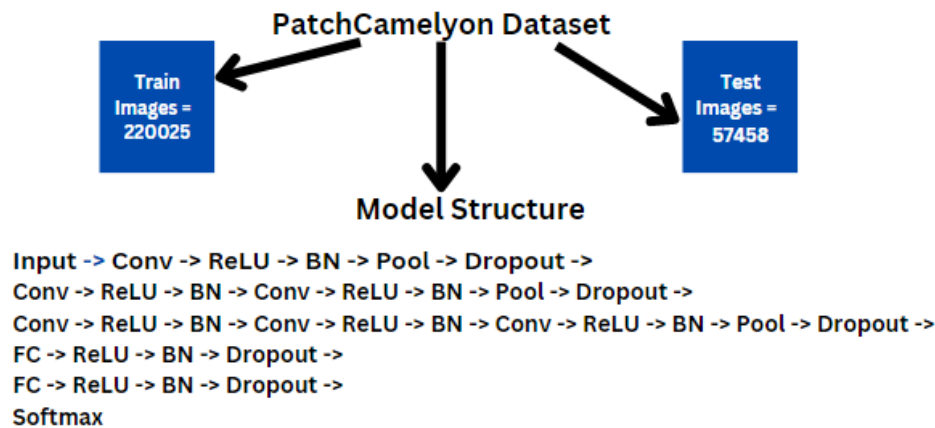 PatchCamelyon Dataset
Train
Images =
220025
Test
Images =
57458
Model Structure
Input -> Conv -> ReLU -> BN -> Pool -> Dropout ->
Conv -> ReLU -> BN -> Conv -> ReLU -> BN -> Pool -> Dropout ->
Conv -> ReLU -> BN -> Conv -> ReLU -> BN -> Conv -> ReLU -> BN -> Pool -> Dropout ->
FC -> ReLU -> BN -> Dropout ->
FC -> ReLU -> BN -> Dropout ->
Softmax